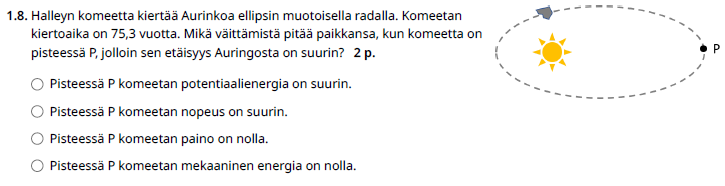 1.8. Halleyn komeetta kiertää Aurinkoa ellipsin muotoisella radalla. Komeetan
kiertoaika on 75,3 vuotta. Mikä väittämistä pitää paikkansa, kun komeetta on
pisteessä P, jolloin sen etäisyys Auringosta on suurin? 2 p.
P
Pisteessä P komeetan potentiaalienergia on suurin.
Pisteessä P komeetan nopeus on suurin.
Pisteessä P komeetan paino on nolla.
Pisteessä P komeetan mekaaninen energia on nolla.